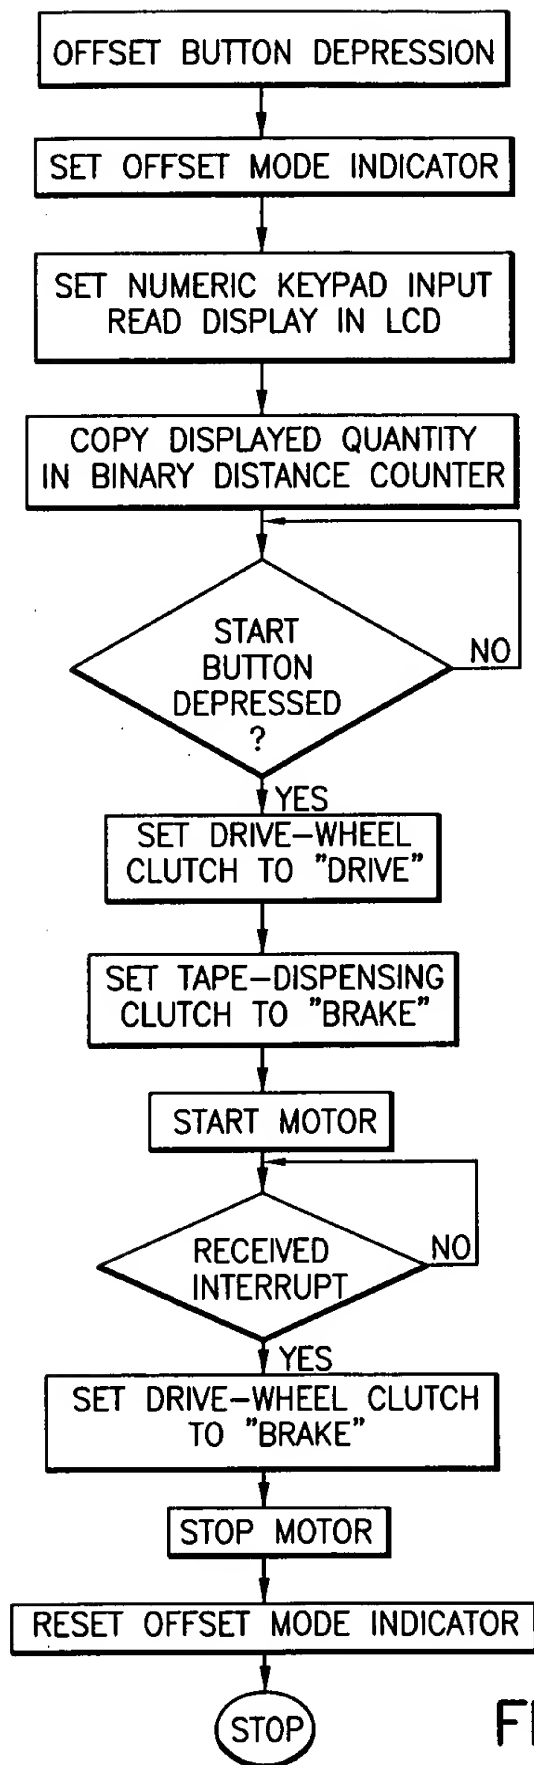 OFFSET BUTTON DEPRESSION
SET OFFSET MODE INDICATOR
SET NUMERIC KEYPAD INPUT
READ DISPLAY IN LCD
COPY DISPLAYED QUANTITY
IN BINARY DISTANCE COUNTER
START
BUTTON
DEPRESSED
?
NO
YES
SET DRIVE-WHEEL
CLUTCH TO "DRIVE"
SET TAPE-DISPENSING
CLUTCH TO "BRAKE"
START MOTOR
RECEIVED
INTERRUPT
NO
YES
SET DRIVE-WHEEL CLUTCH
TO "BRAKE"
STOP MOTOR
RESET OFFSET MODE INDICATOR
STOP